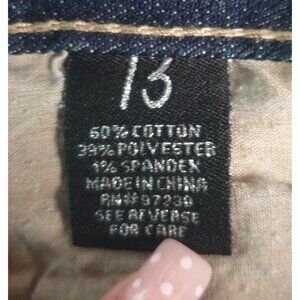 13
60% COTTON
39% POLYESTER
1% SPANDEX
MADE IN CHINA
RN# 97230
SEE REVERSE
FOR CARE